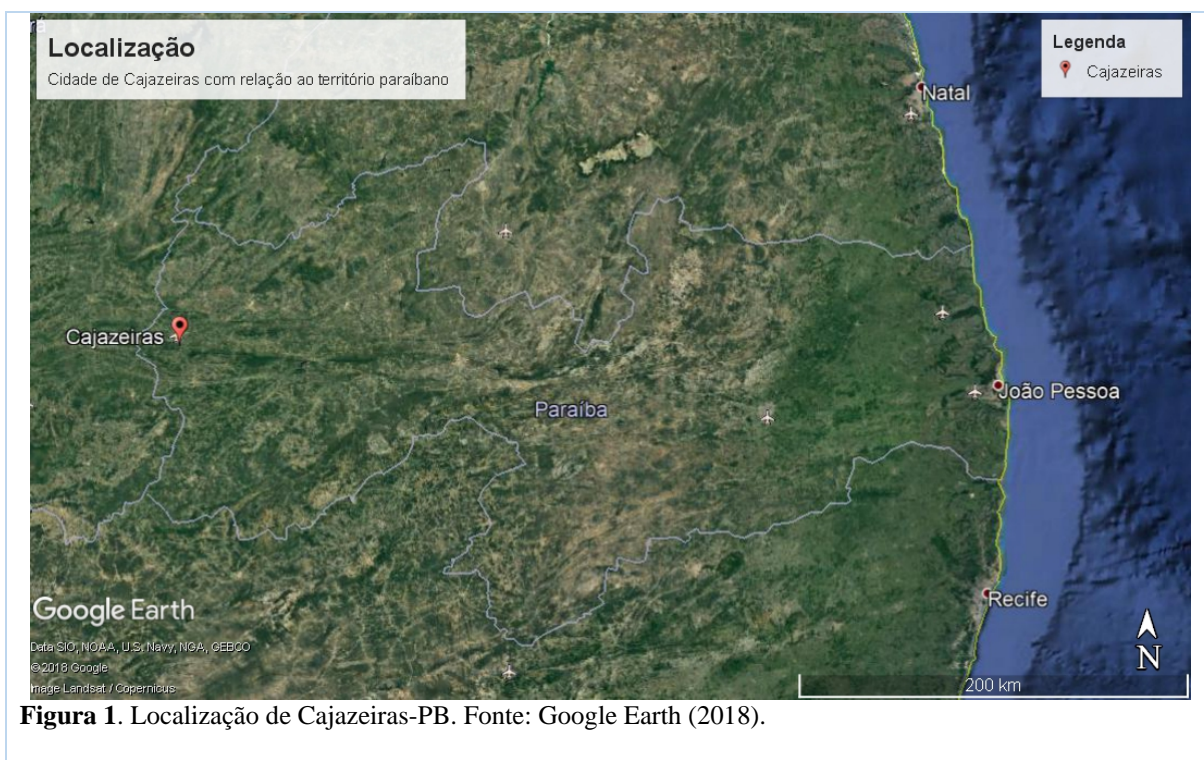 Localização
Cidade de Cajazeiras com relação ao território paraíbano
Legenda
Cajazeiras
Natal
Cajazeiras
João Pessoa
Paraíba
Recife
Google Earth
Data SIO, NOAA, U.S. Navy, NGA, GEBCO
© 2018 Google
Image Landsat / Copernicus
N
200 km
Figura 1. Localização de Cajazeiras-PB. Fonte: Google Earth (2018).